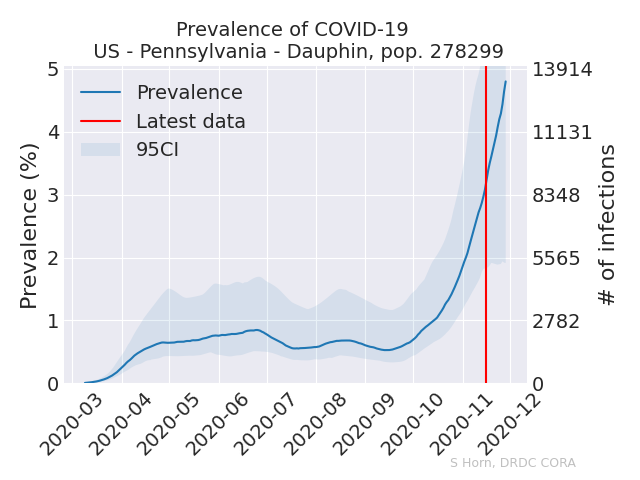 Prevalence of COVID-19
US - Pennsylvania - Dauphin, pop. 278299
Prevalence (%)
5
4
3
2
1
0
Prevalence
Latest data
95CI
13914
11131
8348
5565
2782
0
# of infections
2020-03
2020-04
2020-05
2020-06
2020-07
2020-08
2020-09
2020-10
2020-11
2020-12
S Horn, DRDC CORA